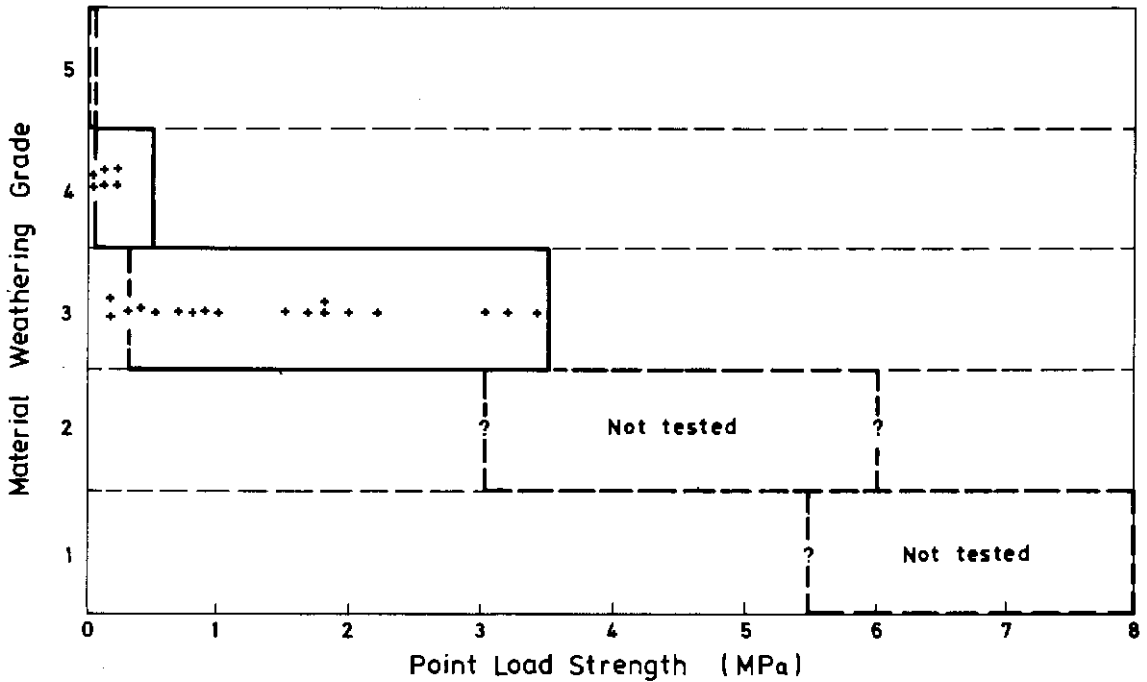 Material Weathering Grade
5
4
3
2
1
? Not tested ?
? Not tested
0 1 2 3 4 5 6 7 8
Point Load Strength (MPa)